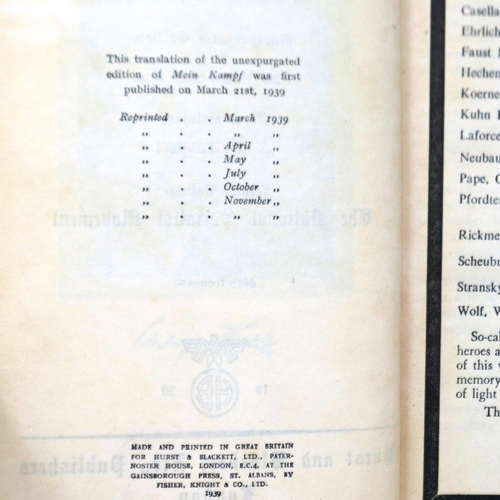 This translation of the unexpurgated
edition of Mein Kampf was first
published on March 21st, 1939
Reprinted . . March 1939
„ . . „ „
„ . . April „
„ . . May „
„ . . July „
„ . . October „
„ . . November „
„ . . „ „
MADE AND PRINTED IN GREAT BRITAIN
FOR HURST & BLACKETT, LTD., PATER-
NOSTER HOUSE, LONDON, E.C.4, AT THE
GAINSBOROUGH PRESS, ST. ALBANS, BY
FISHER, KNIGHT & CO., LTD.
1939
Casella
Ehrlich
Faust
Hechen
Koerne
Kuhn
Laforce
Neubau
Pape,
Pfordte
Rickme
Scheubn
Stransky
Wolf, W
So-cal
heroes a
of this
memory
of light
Th